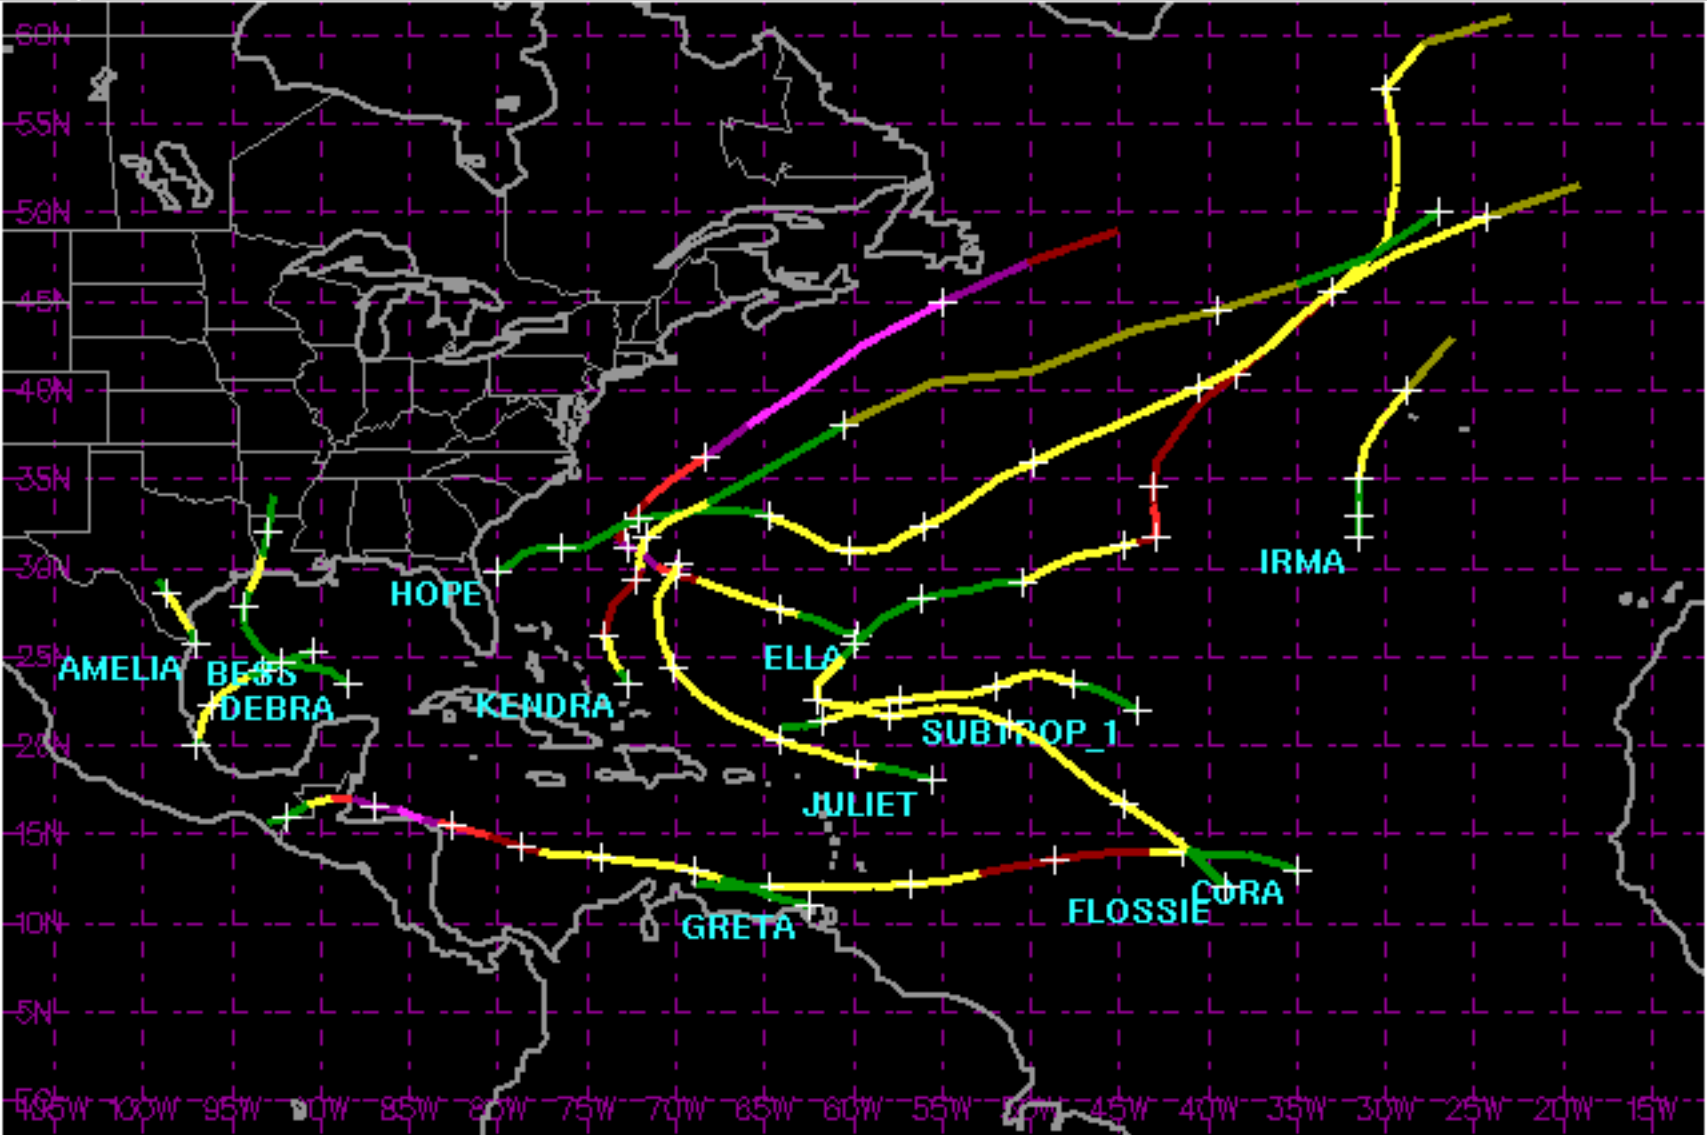 60N
55N
50N
45N
40N
35N
30N
IRMA
HOPE
AMELIA
BESS
25N
ELLA
DEBRA
KENDRA
SUBTROP_1
20N
JULIET
15N
CORA
FLOSSIE
10N
GRETA
5N
EQ
105W 100W 95W 90W 85W 80W 75W 70W 65W 60W 55W 50W 45W 40W 35W 30W 25W 20W 15W